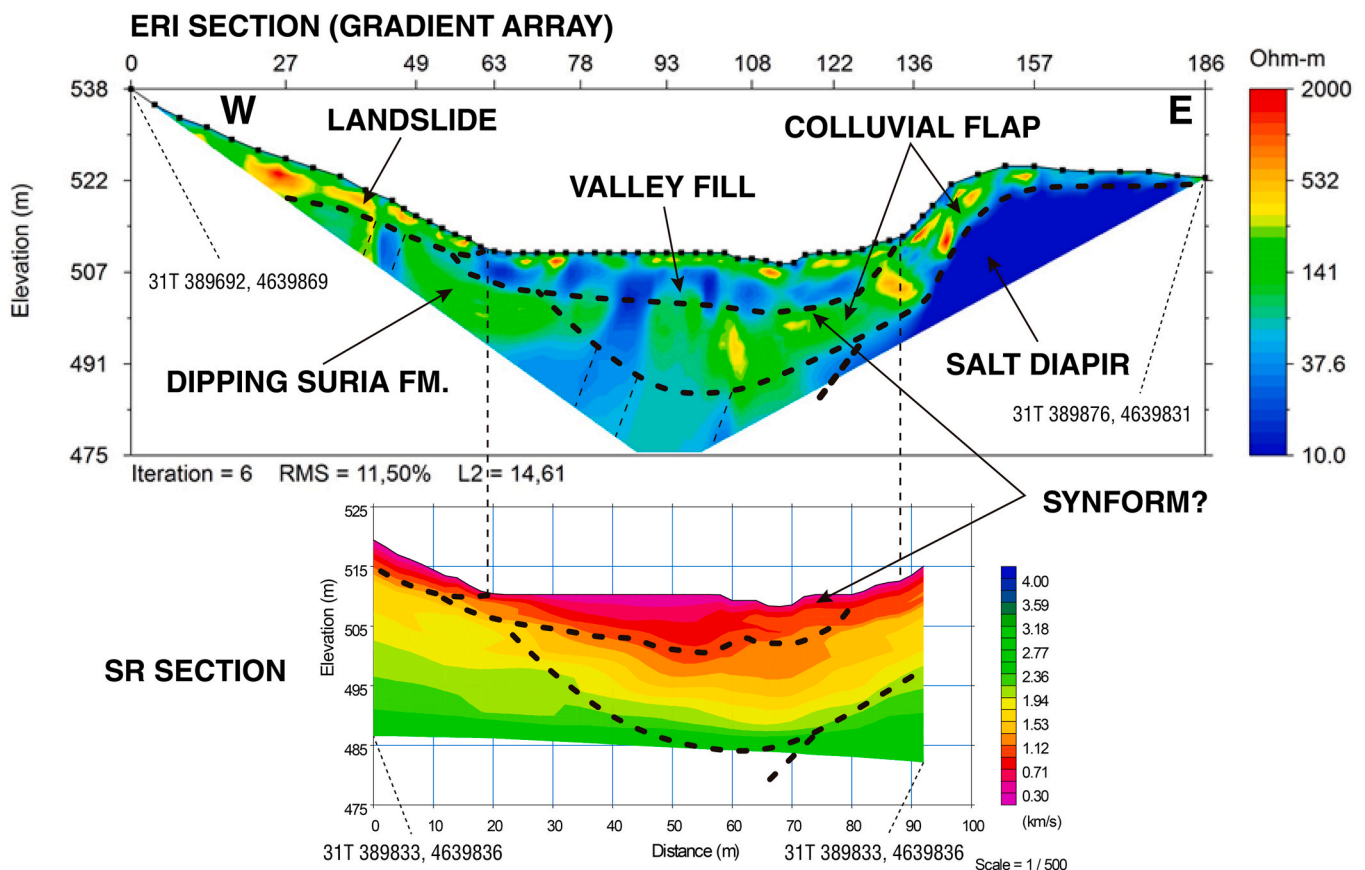 ERI SECTION (GRADIENT ARRAY)
0 27 49 63 78 93 108 122 136 157 186
Ohm-m
538
522
507
491
475
Elevation (m)
W
E
LANDSLIDE
COLLUVIAL FLAP
VALLEY FILL
31T 389692, 4639869
DIPPING SURIA FM.
SALT DIAPIR
31T 389876, 4639831
2000
532
141
37.6
10.0
Iteration = 6 RMS = 11,50% L2 = 14,61
SYNFORM?
SR SECTION
525
515
505
495
485
475
Elevation (m)
0 10 20 30 40 50 60 70 80 90 100
Distance (m)
31T 389833, 4639836
31T 389833, 4639836
Scale = 1 / 500
4.00
3.59
3.18
2.77
2.36
1.94
1.53
1.12
0.71
0.30
(km/s)